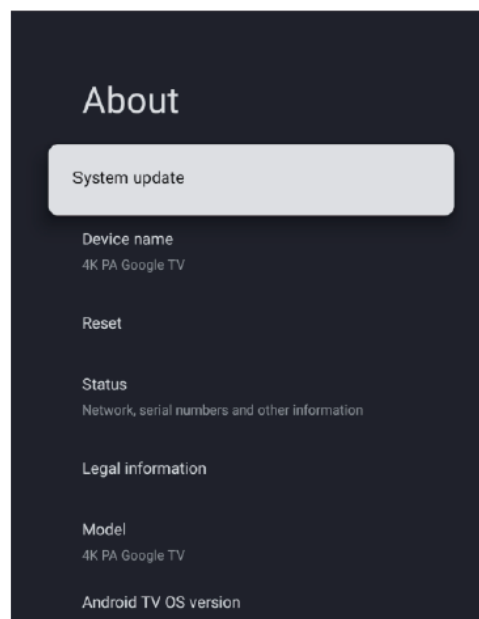 About
System update
Device name
4K PA Google TV
Reset
Status
Network, serial numbers and other information
Legal information
Model
4K PA Google TV
Android TV OS version